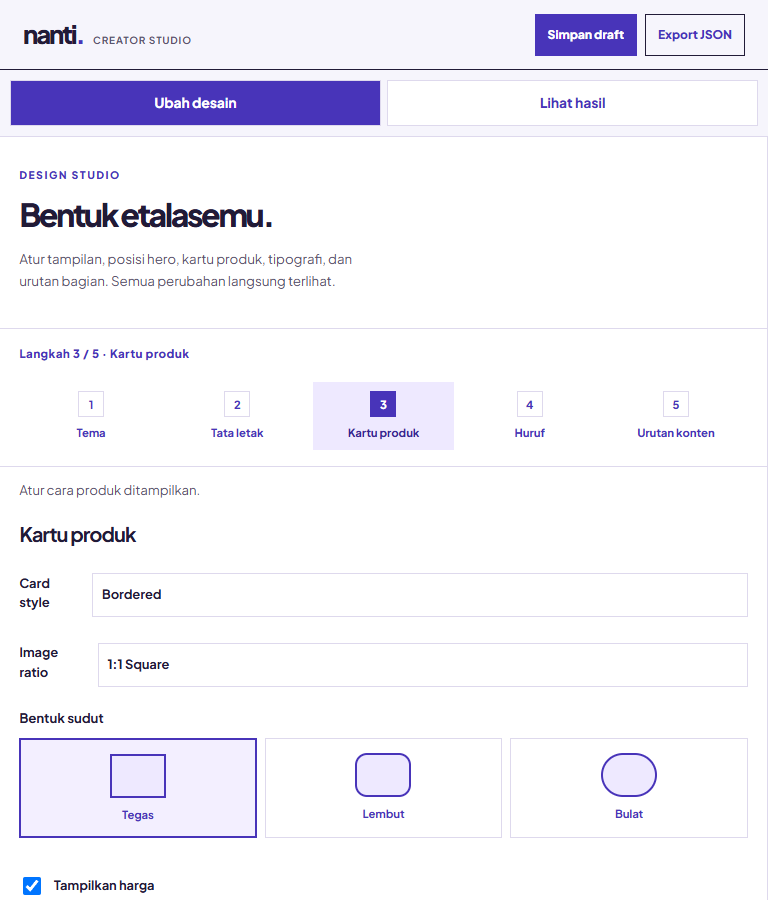 nanti. CREATOR STUDIO
Simpan draft
Export JSON
Ubah desain
Lihat hasil
DESIGN STUDIO
Bentuk etalasemu.
Atur tampilan, posisi hero, kartu produk, tipografi, dan
urutan bagian. Semua perubahan langsung terlihat.
Langkah 3 / 5 · Kartu produk
1
2
3
4
5
Tema
Tata letak
Kartu produk
Huruf
Urutan konten
Atur cara produk ditampilkan.
Kartu produk
Card
style
Bordered
Image
ratio
1:1 Square
Bentuk sudut
Tegas
Lembut
Bulat
Tampilkan harga